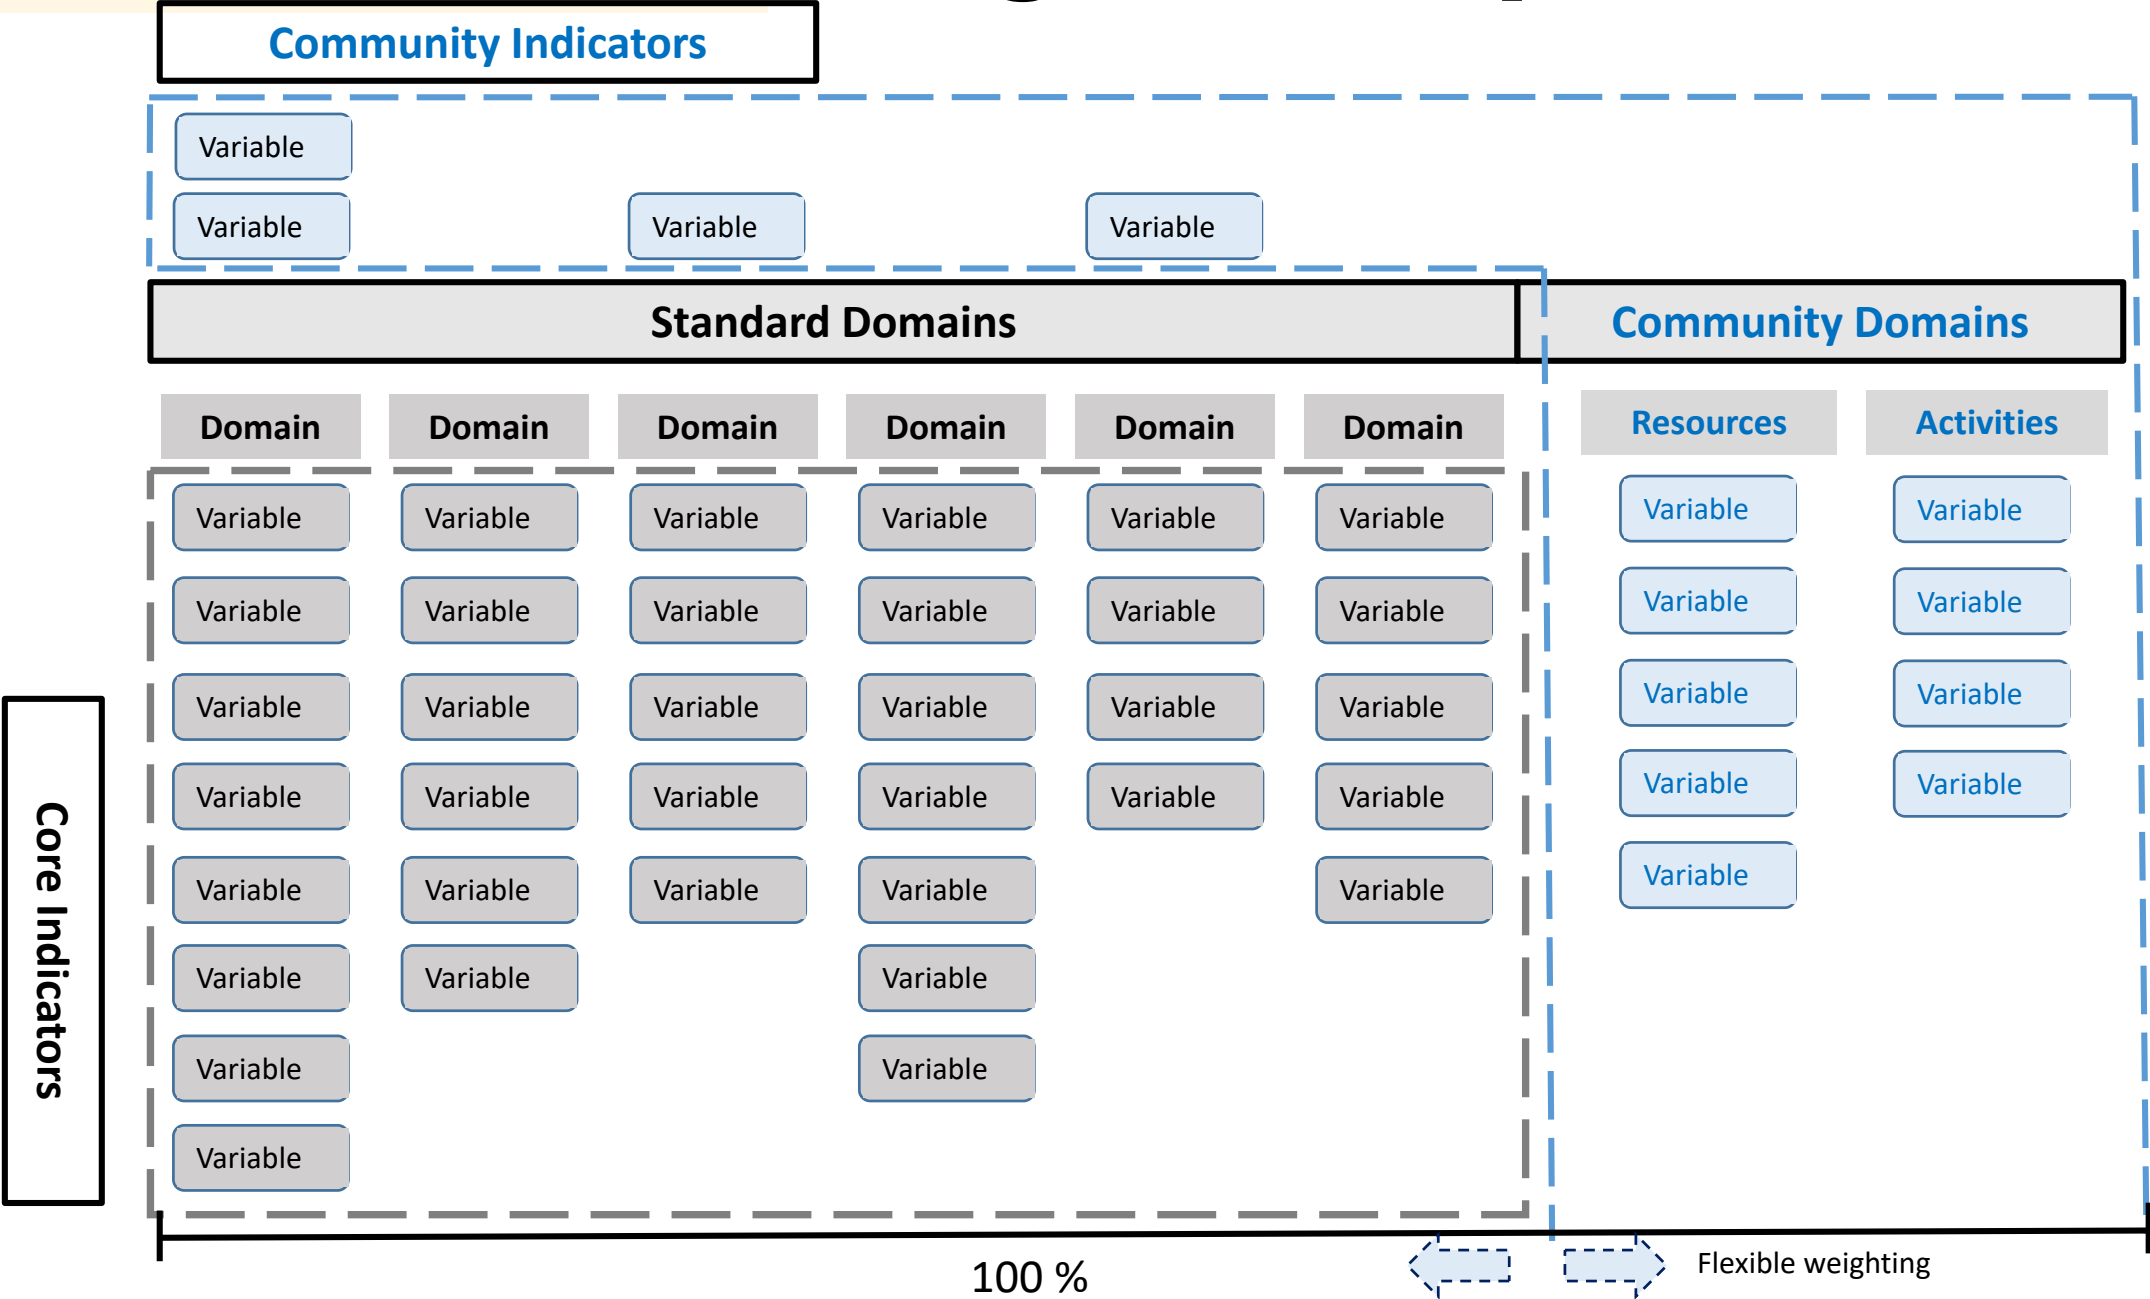 Community Indicators
Variable
Variable Variable Variable
Standard Domains Community Domains
Domain Domain Domain Domain Domain Domain Resources Activities
Variable Variable Variable Variable Variable Variable Variable Variable
Variable Variable Variable Variable Variable Variable Variable Variable
Variable Variable Variable Variable Variable Variable Variable Variable
Variable Variable Variable Variable Variable Variable Variable Variable
Variable Variable Variable Variable Variable Variable
Variable Variable Variable
Variable Variable
Variable
Core Indicators
100 %
Flexible weighting